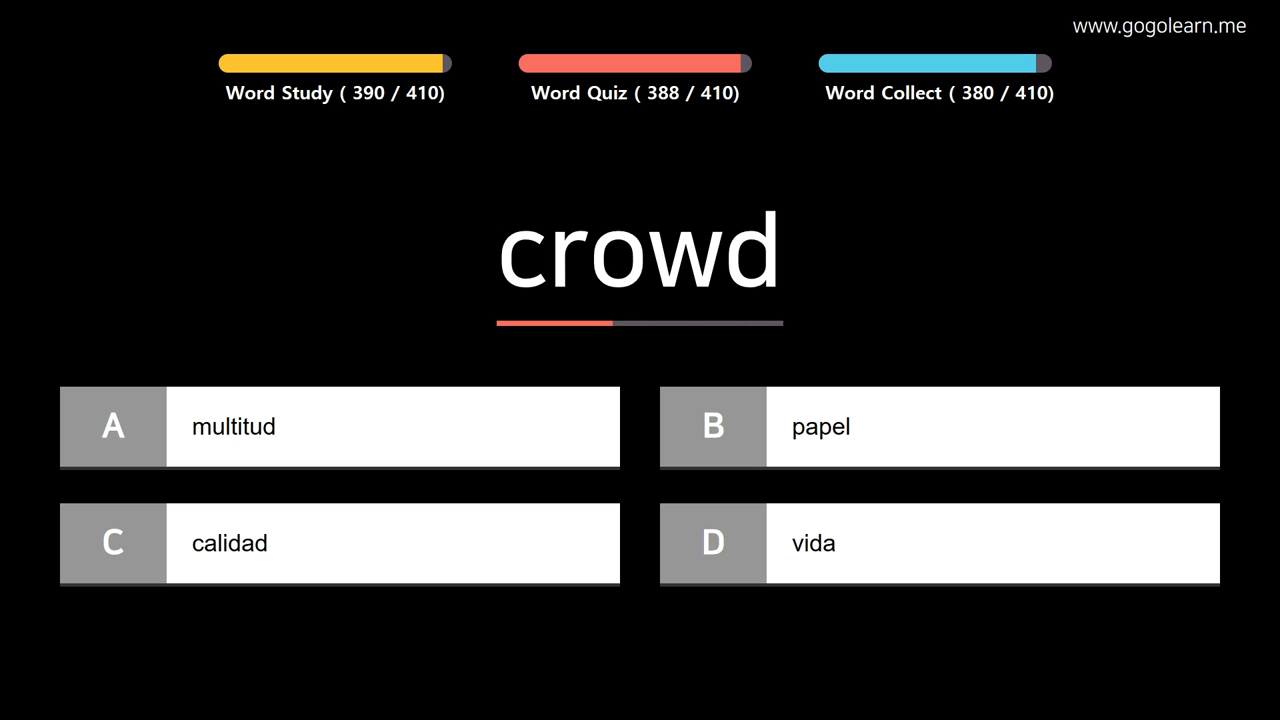 www.gogolearn.me
Word Study ( 390 / 410)
Word Quiz ( 388 / 410)
Word Collect ( 380 / 410)
crowd
A
multitud
B
papel
C
calidad
D
vida